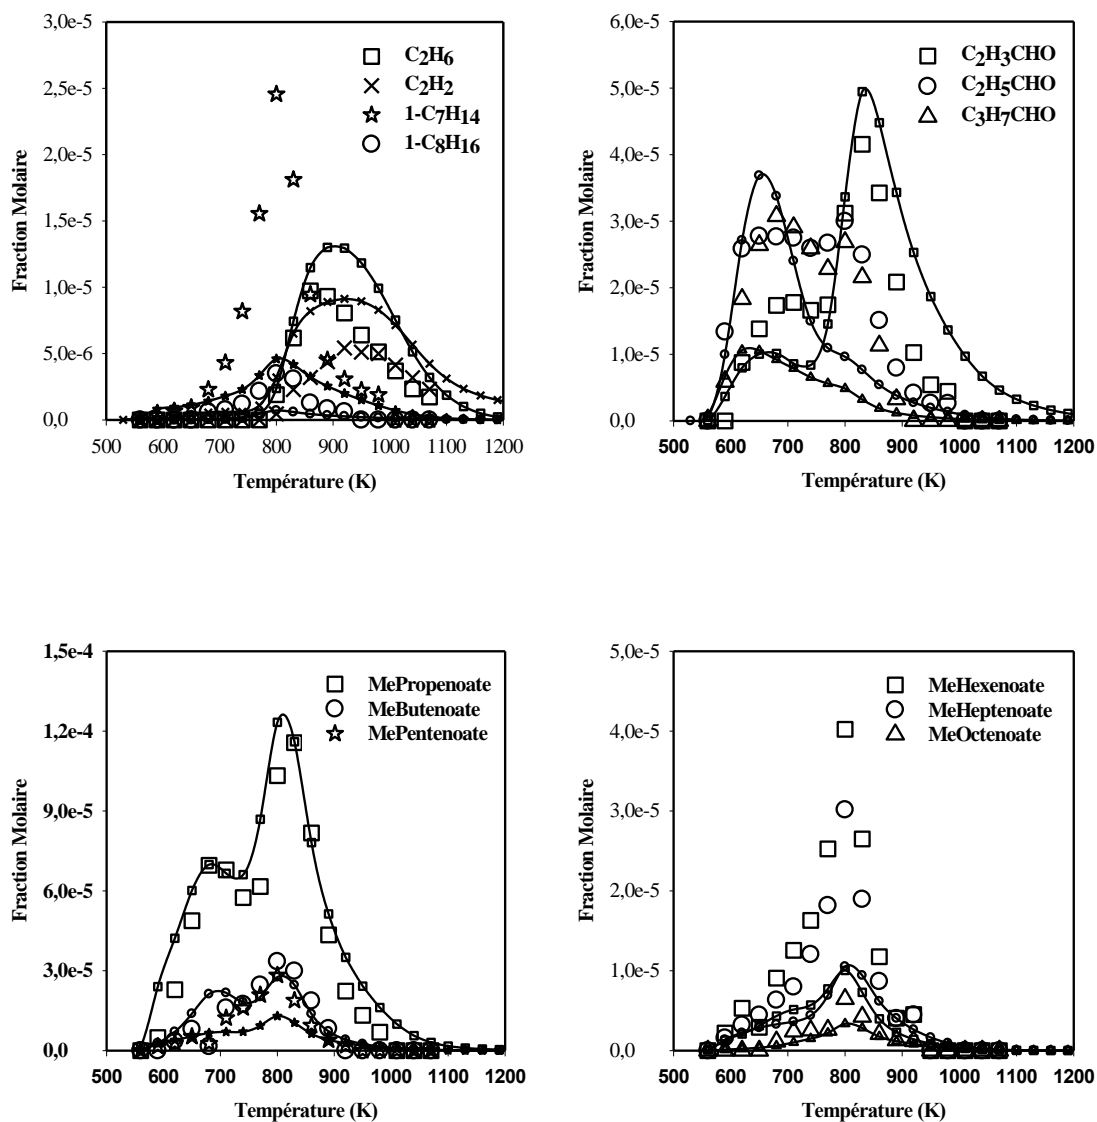 3,0e-5
2,5e-5
2,0e-5
1,5e-5
1,0e-5
5,0e-6
0,0
Fraction Molaire
C2H6
C2H2
1-C7H14
1-C8H16
500 600 700 800 900 1000 1100 1200
Température (K)
6,0e-5
5,0e-5
4,0e-5
3,0e-5
2,0e-5
1,0e-5
0,0
Fraction Molaire
C2H3CHO
C2H5CHO
C3H7CHO
500 600 700 800 900 1000 1100 1200
Température (K)
1,5e-4
1,2e-4
9,0e-5
6,0e-5
3,0e-5
0,0
Fraction Molaire
MePropenoate
MeButenoate
MePentenoate
500 600 700 800 900 1000 1100 1200
Température (K)
5,0e-5
4,0e-5
3,0e-5
2,0e-5
1,0e-5
0,0
Fraction Molaire
MeHexenoate
MeHeptenoate
MeOctenoate
500 600 700 800 900 1000 1100 1200
Température (K)